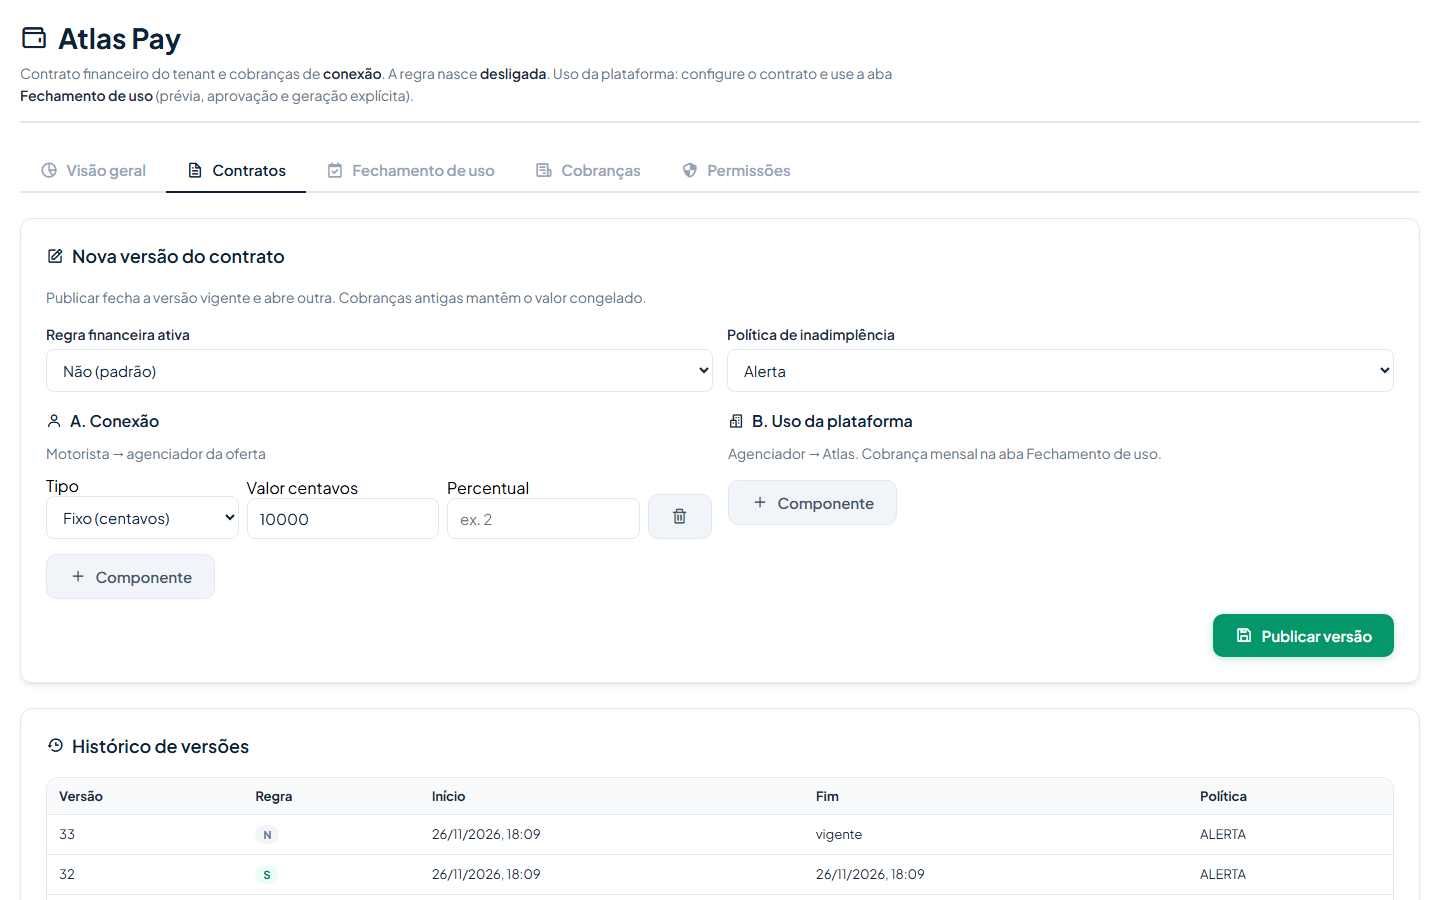 Atlas Pay
Contrato financeiro do tenant e cobranças de conexão. A regra nasce desligada. Uso da plataforma: configure o contrato e use a aba
Fechamento de uso (prévia, aprovação e geração explícita).
Visão geral
Contratos
Fechamento de uso
Cobranças
Permissões
Nova versão do contrato
Publicar fecha a versão vigente e abre outra. Cobranças antigas mantêm o valor congelado.
Regra financeira ativa
Política de inadimplência
Não (padrão)
Alerta
A. Conexão
B. Uso da plataforma
Motorista → agenciador da oferta
Agenciador → Atlas. Cobrança mensal na aba Fechamento de uso.
Tipo
Valor centavos
Percentual
Fixo (centavos)
10000
ex. 2
+ Componente
+ Componente
Publicar versão
Histórico de versões
Versão Regra Início Fim Política
33 N 26/11/2026, 18:09 vigente ALERTA
32 S 26/11/2026, 18:09 26/11/2026, 18:09 ALERTA